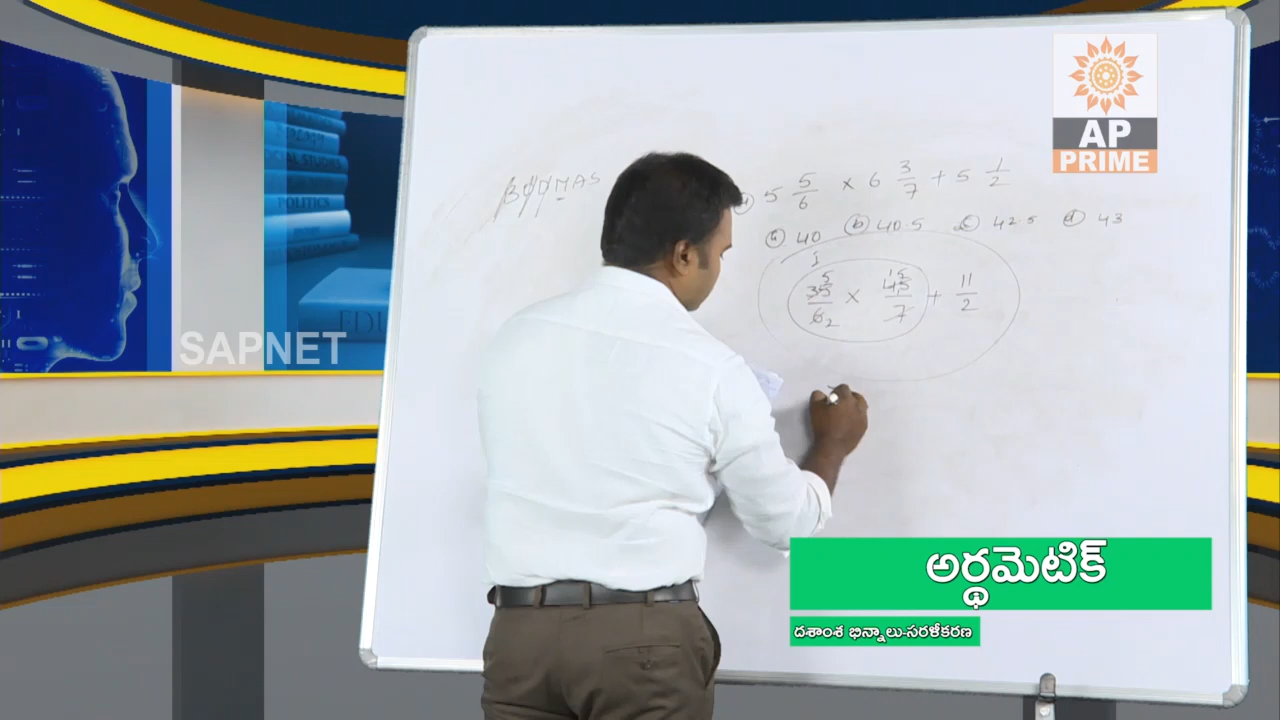 AP
PRIME
BODMAS
5 5/6 × 6 3/7 + 5 1/2
ⓐ 40 ⓑ 40.5 ⓒ 42.5 ⓓ 43
35/6 × 45/7 + 11/2
SAPNET
అర్థమెటిక్
దశాంశ భిన్నాలు-సరళీకరణ